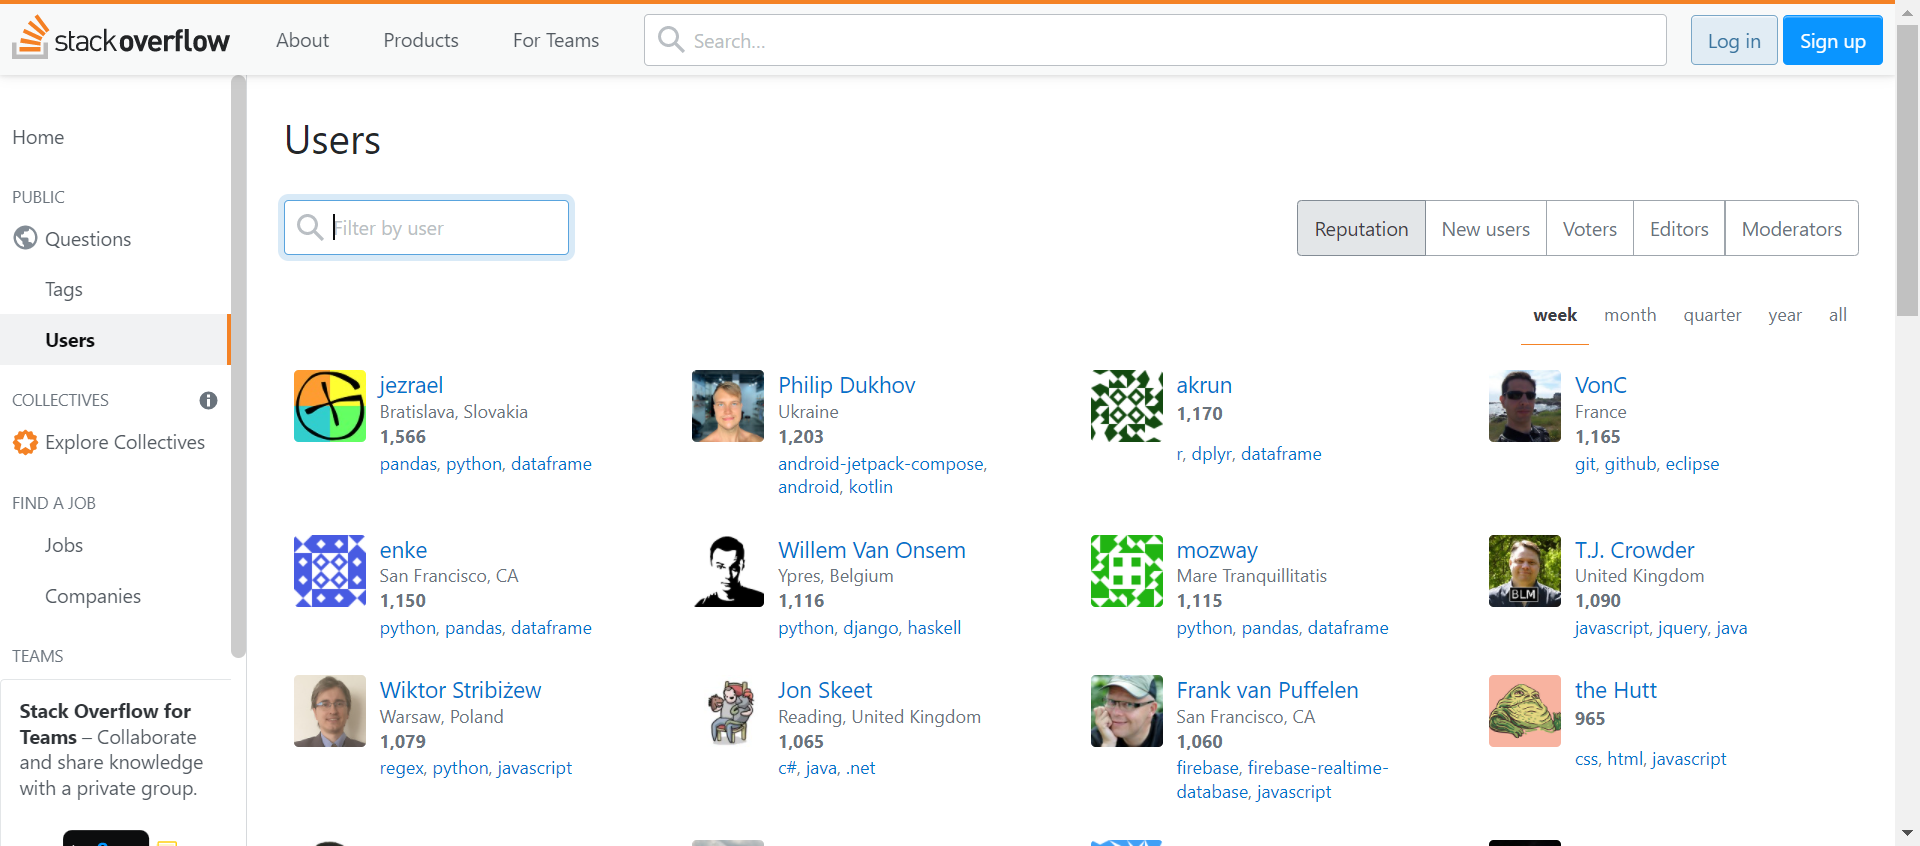 stackoverflow
About
Products
For Teams
Search...
Log in
Sign up
Home
PUBLIC
Questions
Tags
Users
COLLECTIVES
Explore Collectives
FIND A JOB
Jobs
Companies
TEAMS
Stack Overflow for
Teams – Collaborate
and share knowledge
with a private group.
Users
Filter by user
Reputation
New users
Voters
Editors
Moderators
week
month
quarter
year
all
jezrael
Bratislava, Slovakia
1,566
pandas, python, dataframe
Philip Dukhov
Ukraine
1,203
android-jetpack-compose,
android, kotlin
akrun
1,170
r, dplyr, dataframe
VonC
France
1,165
git, github, eclipse
enke
San Francisco, CA
1,150
python, pandas, dataframe
Willem Van Onsem
Ypres, Belgium
1,116
python, django, haskell
mozway
Mare Tranquillitatis
1,115
python, pandas, dataframe
BLM
T.J. Crowder
United Kingdom
1,090
javascript, jquery, java
Wiktor Stribiżew
Warsaw, Poland
1,079
regex, python, javascript
Jon Skeet
Reading, United Kingdom
1,065
c#, java, .net
Frank van Puffelen
San Francisco, CA
1,060
firebase, firebase-realtime-
database, javascript
the Hutt
965
css, html, javascript